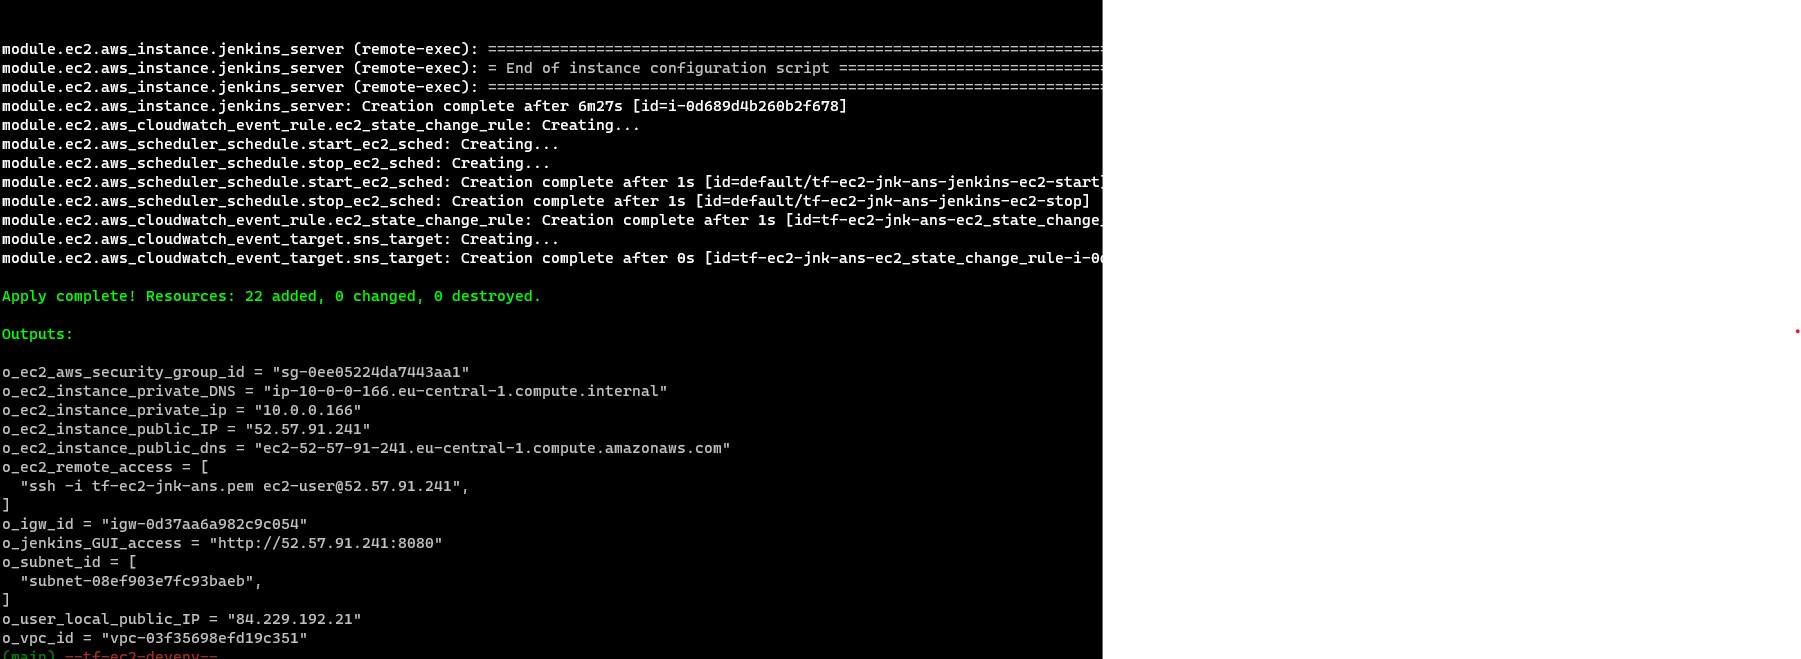 module.ec2.aws_instance.jenkins_server (remote-exec): ====================================================================
module.ec2.aws_instance.jenkins_server (remote-exec): = End of instance configuration script =============================
module.ec2.aws_instance.jenkins_server (remote-exec): ====================================================================
module.ec2.aws_instance.jenkins_server: Creation complete after 6m27s [id=i-0d689d4b260b2f678]
module.ec2.aws_cloudwatch_event_rule.ec2_state_change_rule: Creating...
module.ec2.aws_scheduler_schedule.start_ec2_sched: Creating...
module.ec2.aws_scheduler_schedule.stop_ec2_sched: Creating...
module.ec2.aws_scheduler_schedule.start_ec2_sched: Creation complete after 1s [id=default/tf-ec2-jnk-ans-jenkins-ec2-start]
module.ec2.aws_scheduler_schedule.stop_ec2_sched: Creation complete after 1s [id=default/tf-ec2-jnk-ans-jenkins-ec2-stop]
module.ec2.aws_cloudwatch_event_rule.ec2_state_change_rule: Creation complete after 1s [id=tf-ec2-jnk-ans-ec2_state_change_
module.ec2.aws_cloudwatch_event_target.sns_target: Creating...
module.ec2.aws_cloudwatch_event_target.sns_target: Creation complete after 0s [id=tf-ec2-jnk-ans-ec2_state_change_rule-i-0d
Apply complete! Resources: 22 added, 0 changed, 0 destroyed.
Outputs:
o_ec2_aws_security_group_id = "sg-0ee05224da7443aa1"
o_ec2_instance_private_DNS = "ip-10-0-0-166.eu-central-1.compute.internal"
o_ec2_instance_private_ip = "10.0.0.166"
o_ec2_instance_public_IP = "52.57.91.241"
o_ec2_instance_public_dns = "ec2-52-57-91-241.eu-central-1.compute.amazonaws.com"
o_ec2_remote_access = [
  "ssh -i tf-ec2-jnk-ans.pem ec2-user@52.57.91.241",
]
o_igw_id = "igw-0d37aa6a982c9c054"
o_jenkins_GUI_access = "http://52.57.91.241:8080"
o_subnet_id = [
  "subnet-08ef903e7fc93baeb",
]
o_user_local_public_IP = "84.229.192.21"
o_vpc_id = "vpc-03f35698efd19c351"
(main) --tf-ec2-devenv--